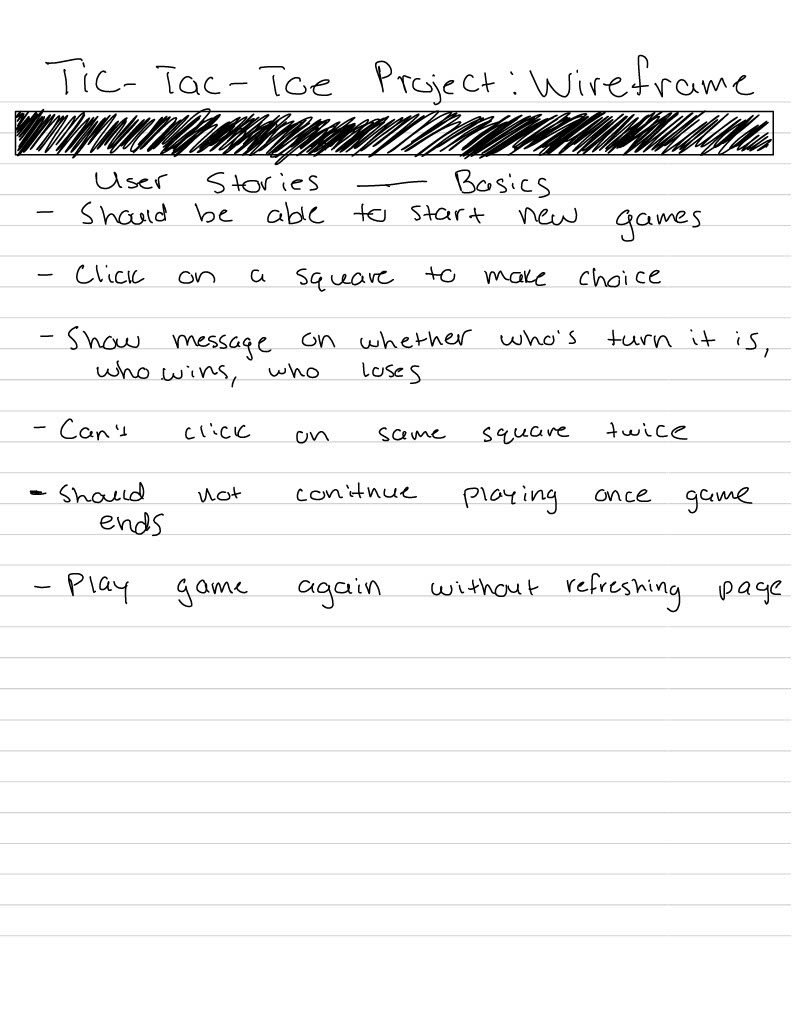 Tic-Tac-Toe Project: Wireframe
User Stories — Basics
- Should be able to start new games
- Click on a square to make choice
- Show message on whether who's turn it is,
who wins, who loses
- Can't click on same square twice
- Should not conitnue playing once game
ends
- Play game again without refreshing page